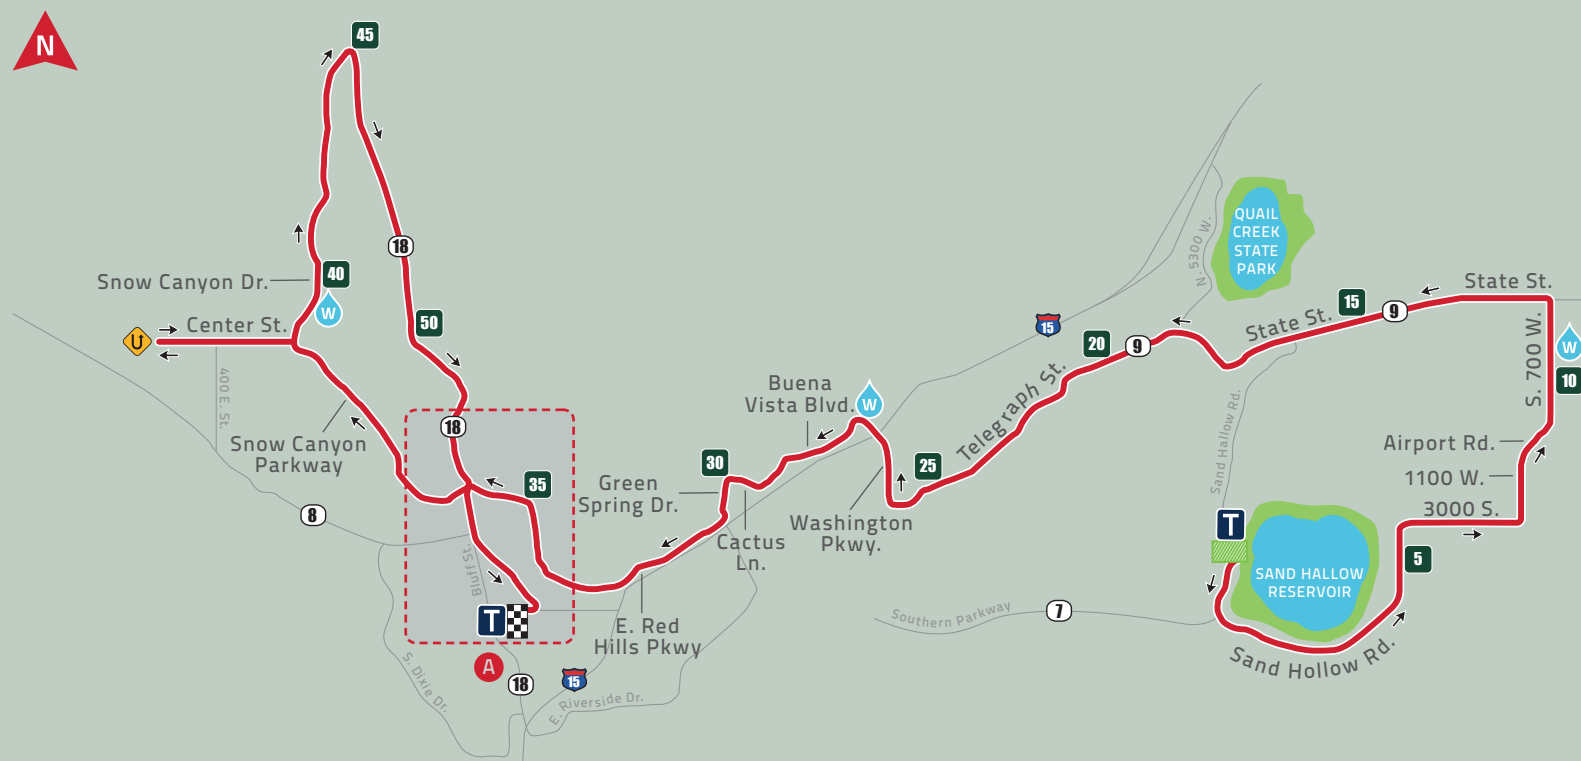 N
45
18
Snow Canyon Dr.
40
W
Center St.
50
400 E. St.
18
Snow Canyon
Parkway
8
35
Bluff St.
T
A
18
15
S. Dixie Dr.
E. Riverside Dr.
E. Red
Hills Pkwy
Green
Spring Dr.
30
Cactus
Ln.
Buena
Vista Blvd.
W
Washington
Pkwy.
25
Telegraph St.
20
9
15
N. 5300 W.
QUAIL
CREEK
STATE
PARK
State St.
15
9
State St.
S. 700 W.
W
10
Airport Rd.
1100 W.
3000 S.
5
Sand Hallow Rd.
T
SAND HALLOW
RESERVOIR
Sand Hollow Rd.
Southern Parkway
7